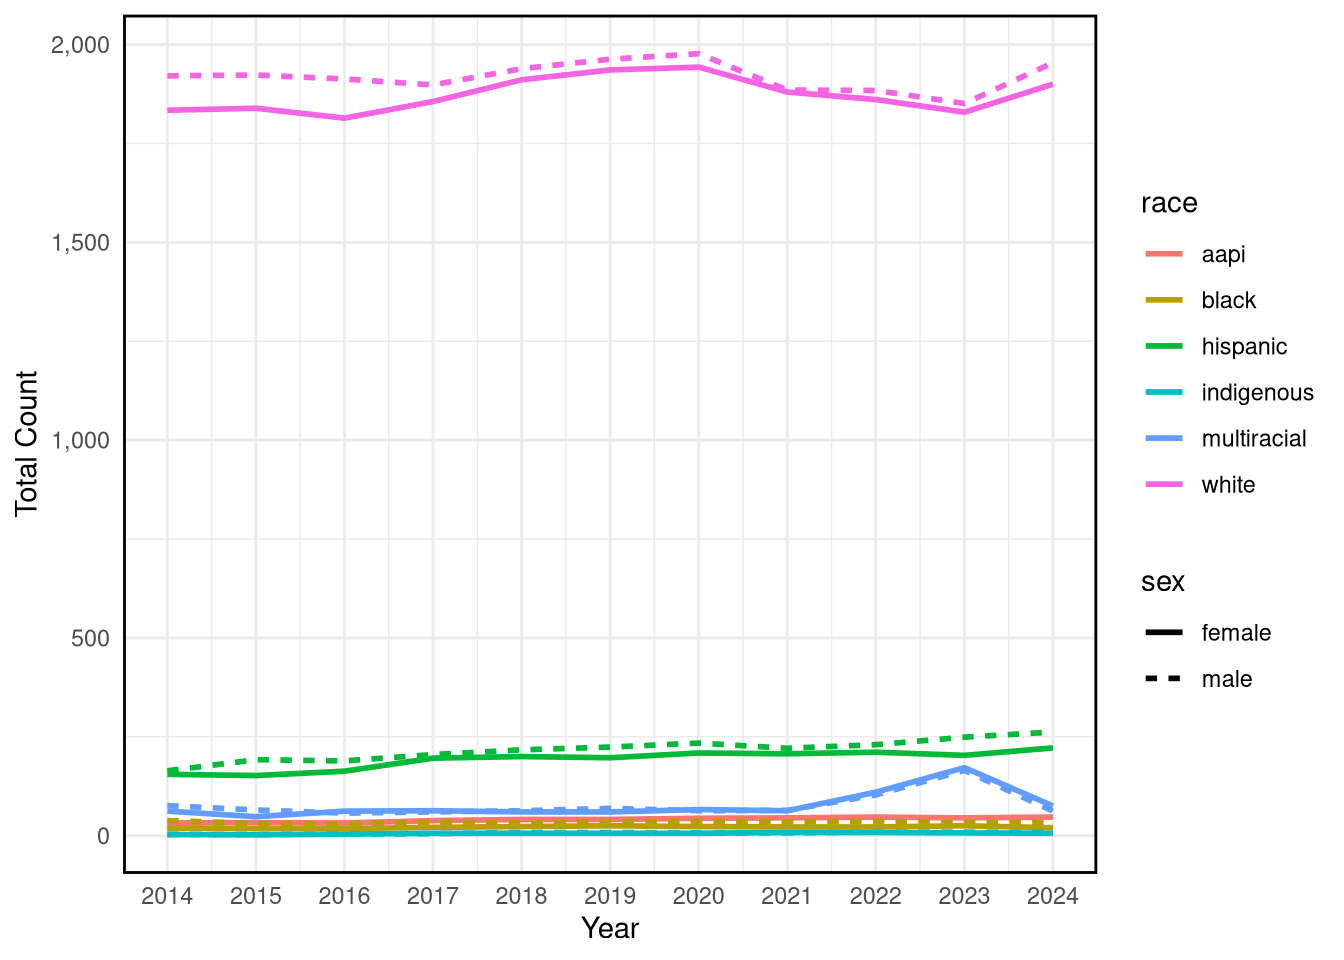 2,000
1,500
1,000
500
0
Total Count
2014 2015 2016 2017 2018 2019 2020 2021 2022 2023 2024
Year
race
aapi
black
hispanic
indigenous
multiracial
white
sex
female
male